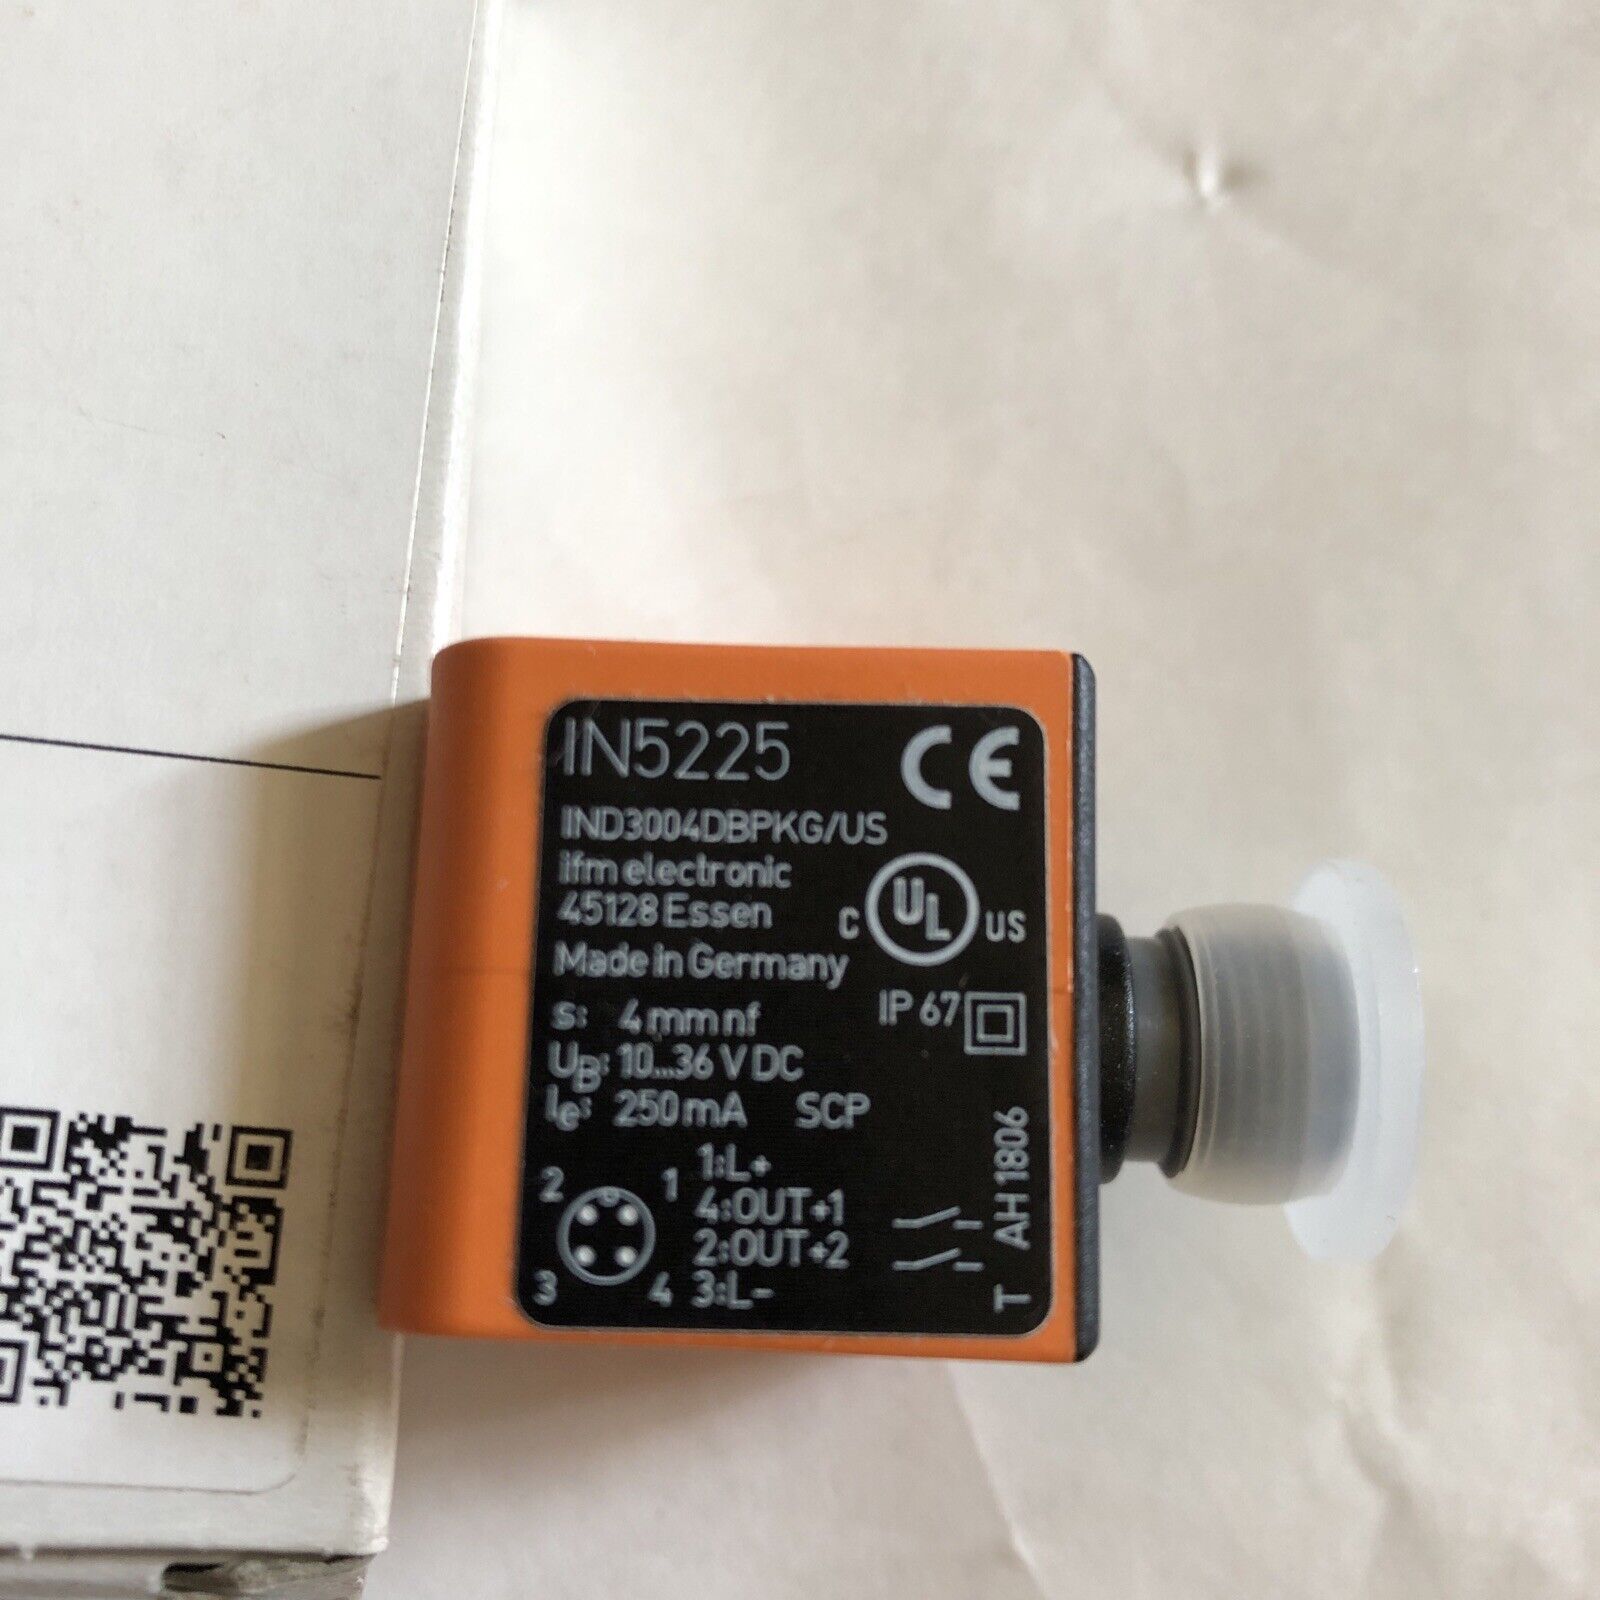 IN5225
CE
IND3004DBPKG/US
ifm electronic
45128 Essen
C UL US
Made in Germany
IP 67
s: 4 mm nf
UB: 10...36 V DC
Ie: 250 mA SCP
1:L+
4:OUT+1
2:OUT+2
3:L-
2 1
3 4
AH1806
T